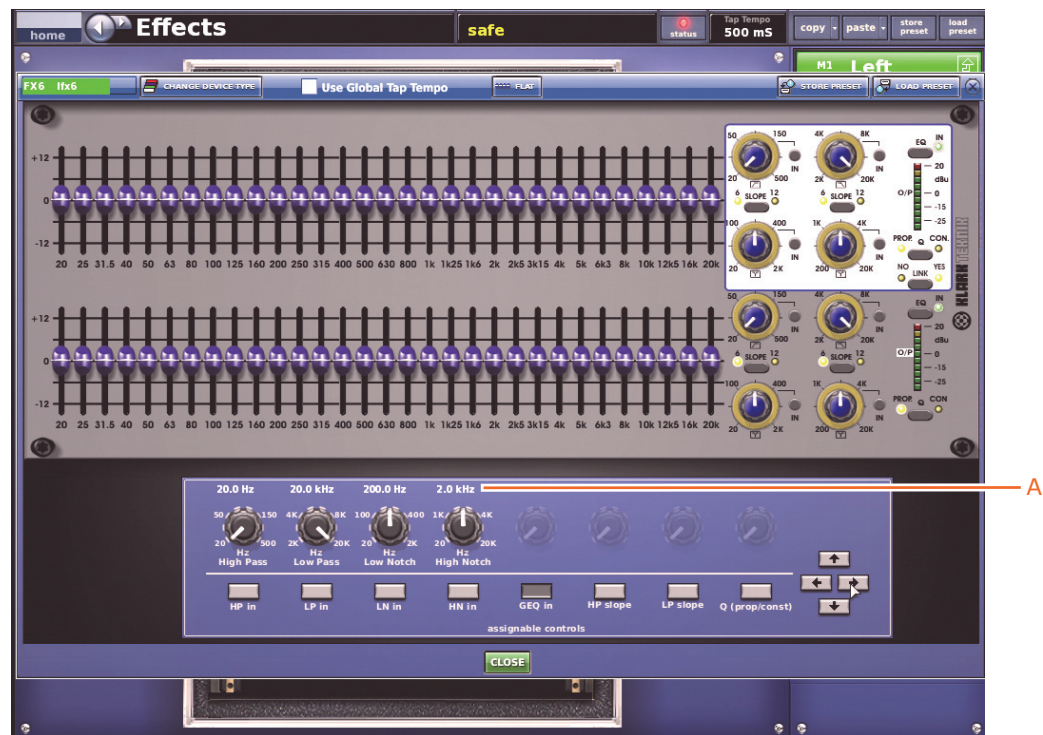 home
Effects
safe
status
Tap Tempo
500 mS
copy
paste
store preset
load preset
M1 Left
FX6 Ifx6
CHANGE DEVICE TYPE
Use Global Tap Tempo
FLAT
STORE PRESET
LOAD PRESET
+12
0
-12
20 25 31.5 40 50 63 80 100 125 160 200 250 315 400 500 630 800 1k 1k25 1k6 2k 2k5 3k15 4k 5k 6k3 8k 10k 12k5 16k 20k
50 150 4K 8K EQ IN
IN IN
20 500 2K 20K
6 SLOPE 12 6 SLOPE 12
20
dBu
O/P 0
-15
-25
100 400 1K 4K
PROP. Q CON.
IN IN
20 2K 200 20K
NO LINK YES
KLARK TEKNIK
+12
0
-12
20 25 31.5 40 50 63 80 100 125 160 200 250 315 400 500 630 800 1k 1k25 1k6 2k 2k5 3k15 4k 5k 6k3 8k 10k 12k5 16k 20k
50 150 4K 8K EQ IN
IN IN
20 500 2K 20K
6 SLOPE 12 6 SLOPE 12
20
dBu
O/P 0
-15
-25
100 400 1K 4K
PROP. Q CON
IN IN
20 2K 200 20K
20.0 Hz 20.0 kHz 200.0 Hz 2.0 kHz
A
50 150 4K 8K 100 400 1K 4K
20 500 2K 20K 20 2K 20 20K
Hz Hz Hz Hz
High Pass Low Pass Low Notch High Notch
HP in LP in LN in HN in GEQ in HP slope LP slope Q (prop/const)
assignable controls
CLOSE